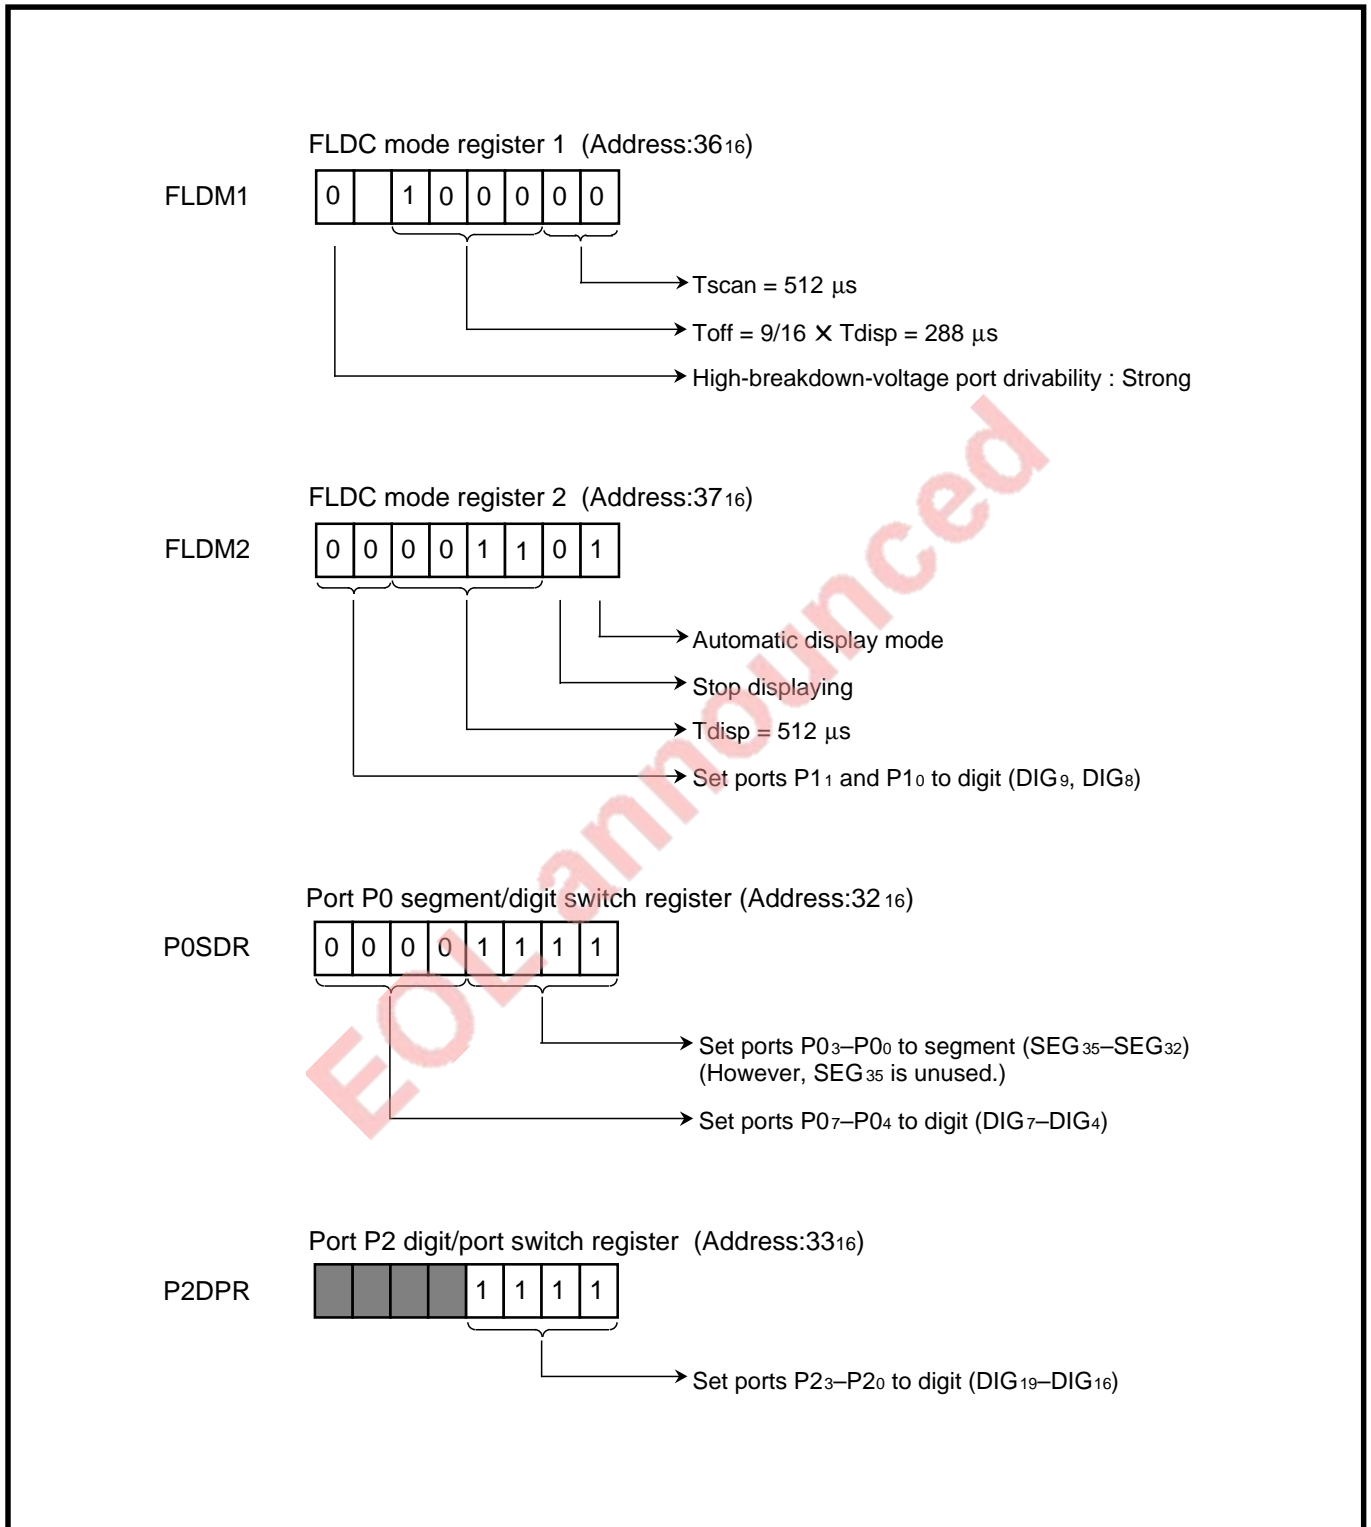 FLDC mode register 1 (Address:3616)
FLDM1 0 1 0 0 0 0 0
Tscan = 512 μs
Toff = 9/16 × Tdisp = 288 μs
High-breakdown-voltage port drivability : Strong
FLDC mode register 2 (Address:3716)
FLDM2 0 0 0 0 1 1 0 1
Automatic display mode
Stop displaying
Tdisp = 512 μs
Set ports P11 and P10 to digit (DIG9, DIG8)
Port P0 segment/digit switch register (Address:3216)
P0SDR 0 0 0 0 1 1 1 1
Set ports P03–P00 to segment (SEG35–SEG32)
(However, SEG35 is unused.)
Set ports P07–P04 to digit (DIG7–DIG4)
Port P2 digit/port switch register (Address:3316)
P2DPR 1 1 1 1
Set ports P23–P20 to digit (DIG19–DIG16)
EOL announced